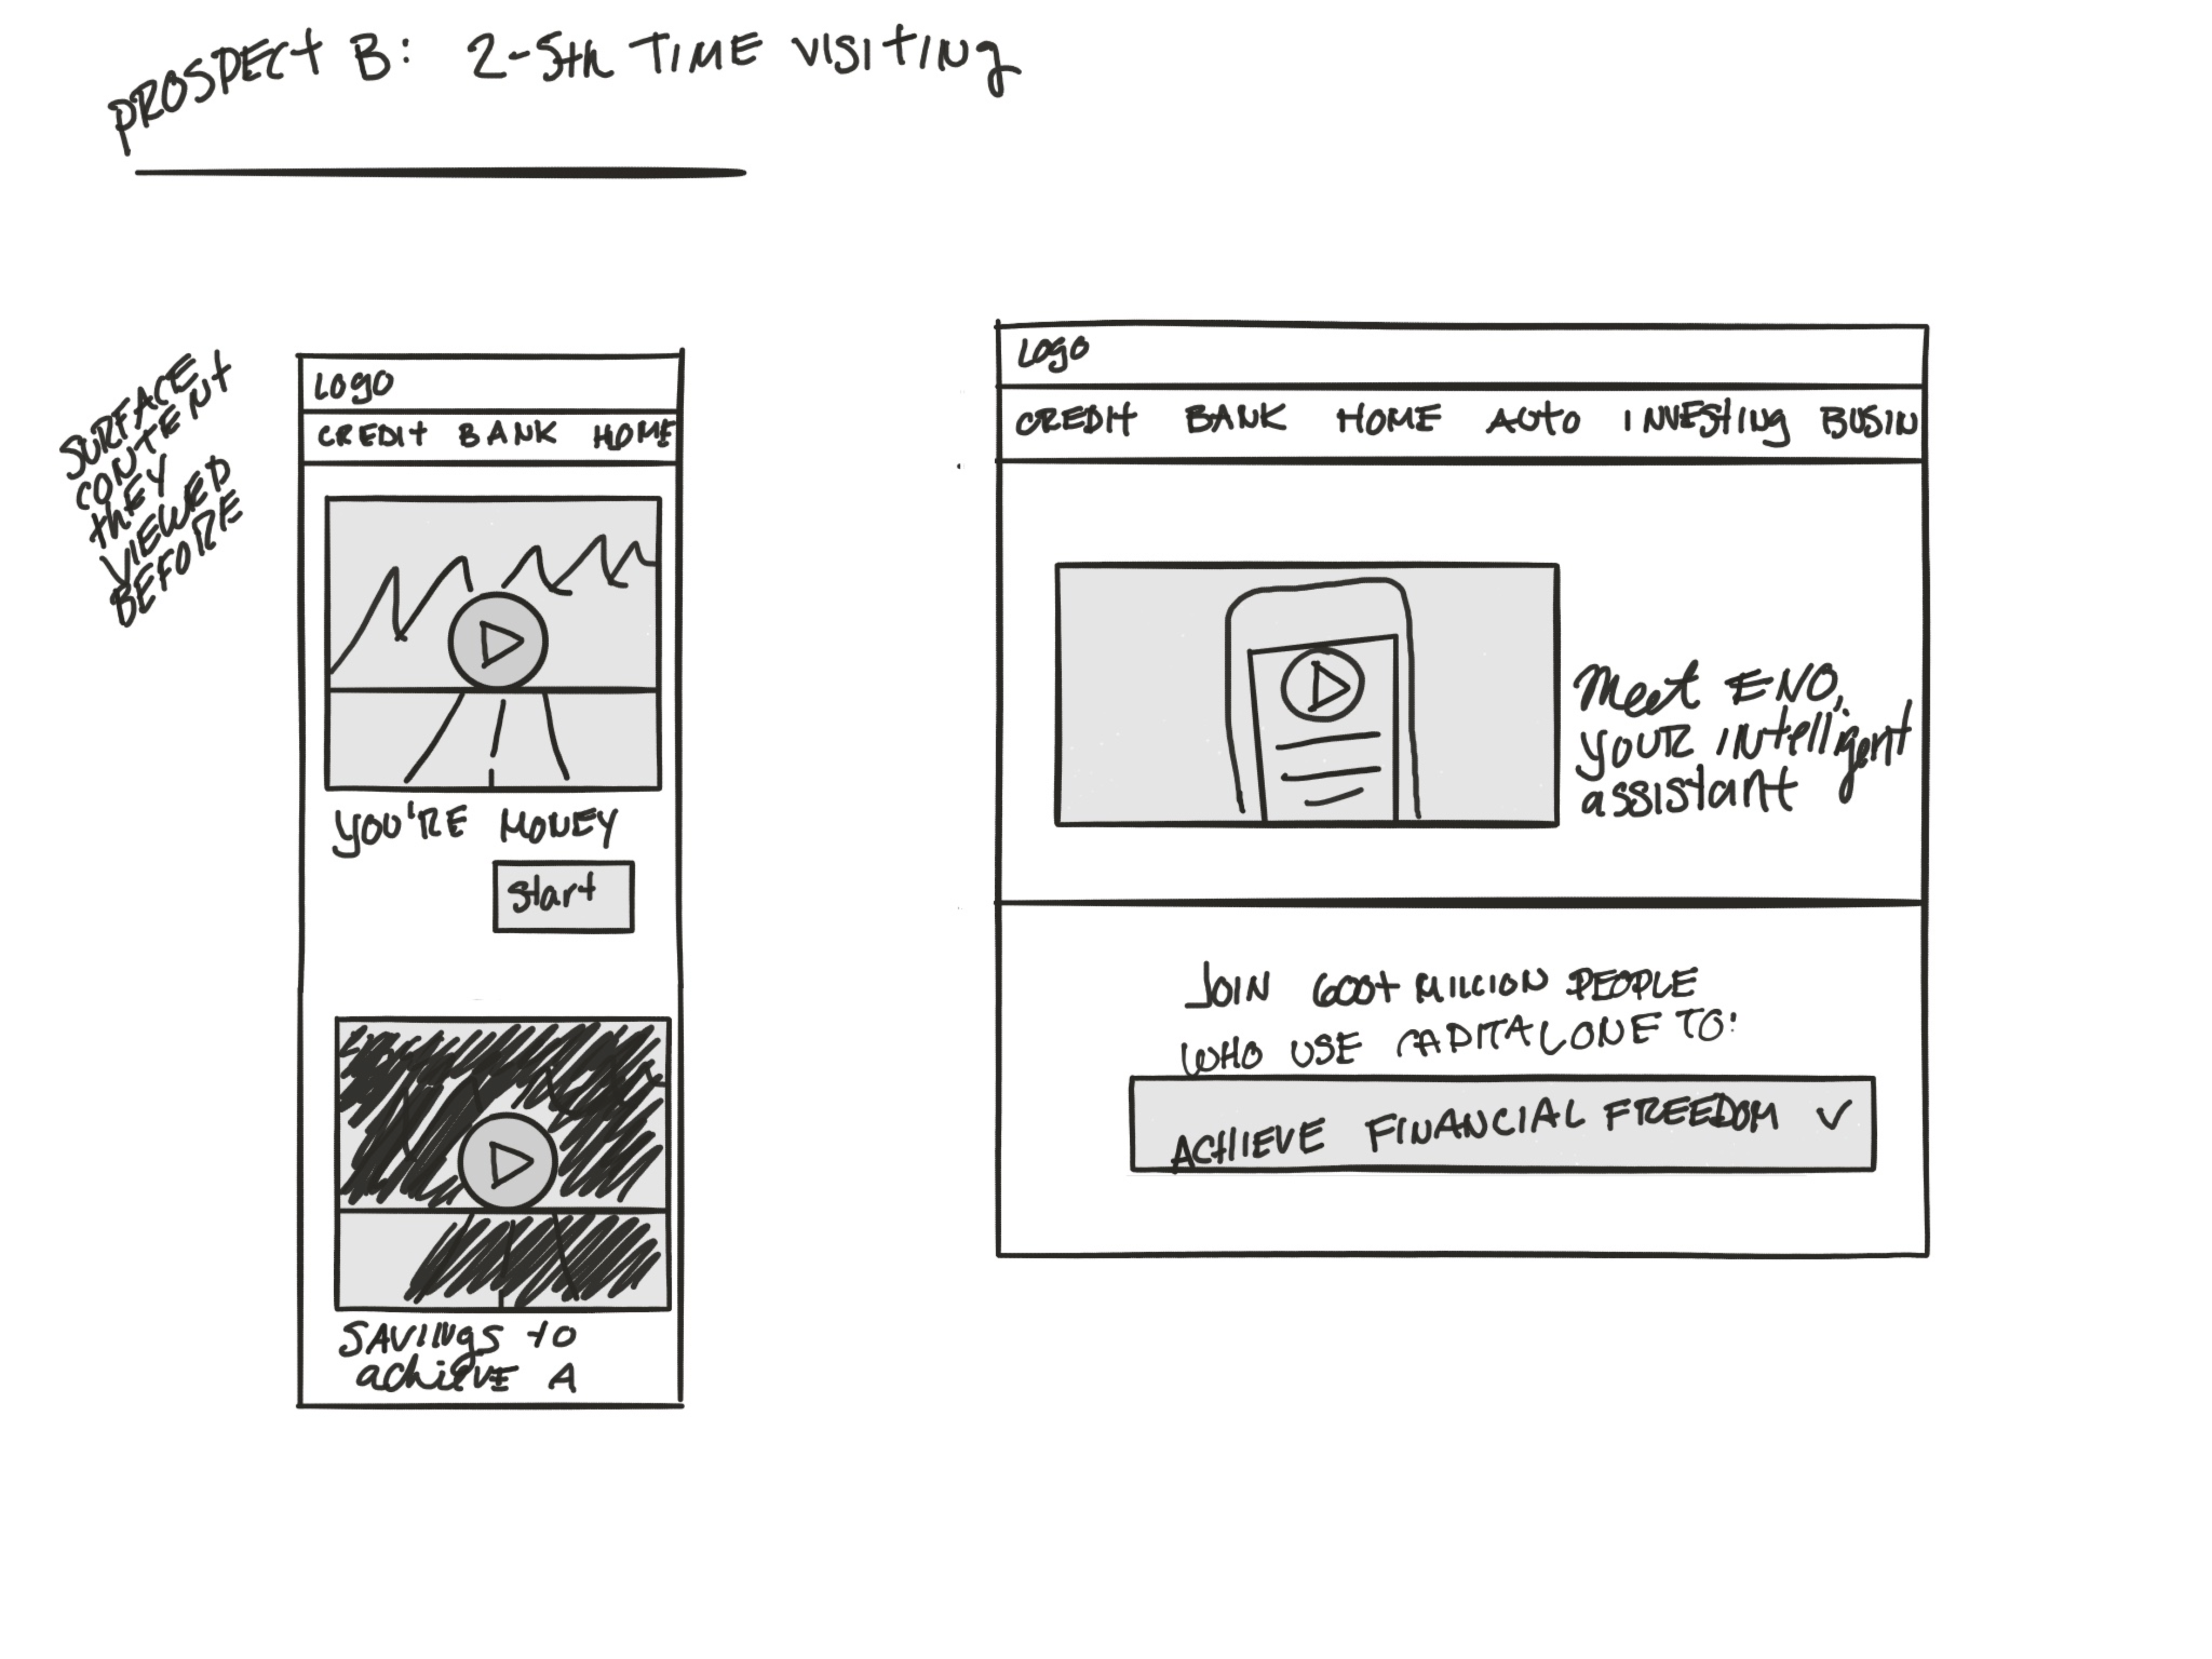 PROSPECT B: 2-5th TIME VISITING
SURFACE
CONTENT
they
VIEWED
BEFORE
Logo
CREDIT BANK HOME
YOU'RE MONEY
Start
SAVINGS to
achieve A
Logo
CREDIT BANK HOME AUTO INVESTING BUSIN
Meet ENO,
YOUR INtelligent
assistant
JOIN 600+ MILLION PEOPLE
WHO USE CAPITALONE TO:
ACHIEVE FINANCIAL FREEDOM